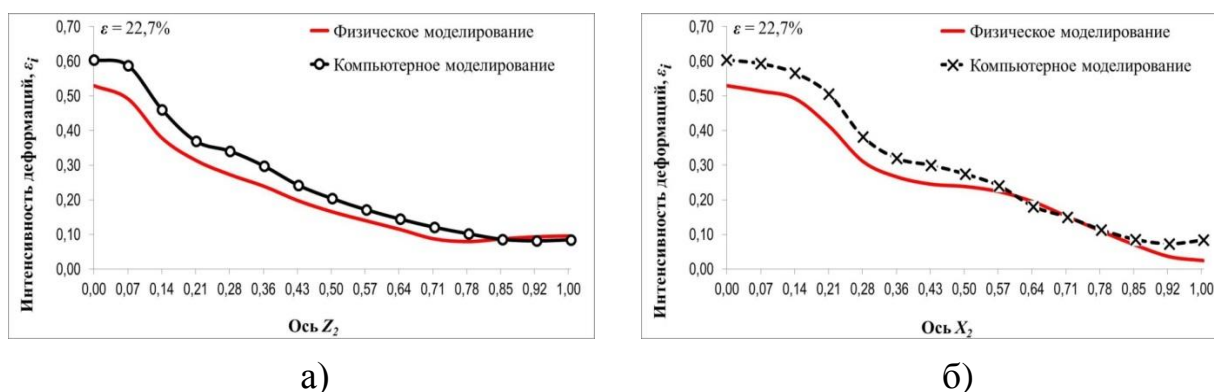 ε = 22,7%
Физическое моделирование
Компьютерное моделирование
Интенсивность деформаций, εi
0,70
0,60
0,50
0,40
0,30
0,20
0,10
0,00
0,00 0,07 0,14 0,21 0,28 0,36 0,43 0,50 0,57 0,64 0,71 0,78 0,85 0,92 1,00
Ось Z2
а)
ε = 22,7%
Физическое моделирование
Компьютерное моделирование
Интенсивность деформаций, εi
0,70
0,60
0,50
0,40
0,30
0,20
0,10
0,00
0,00 0,07 0,14 0,21 0,28 0,36 0,43 0,50 0,57 0,64 0,71 0,78 0,85 0,92 1,00
Ось X2
б)